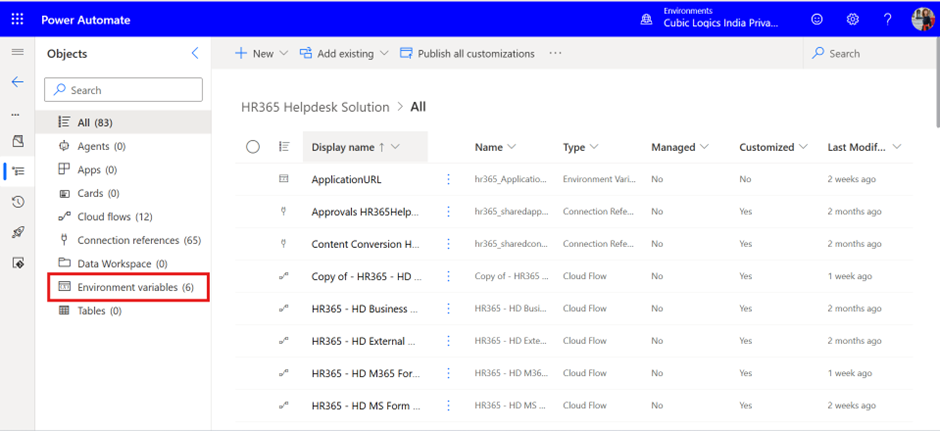 Power Automate
Environments
Cubic Logics India Priva...
?
Objects
New
Add existing
Publish all customizations
...
Search
Search
HR365 Helpdesk Solution > All
All (83)
Agents (0)
Apps (0)
Cards (0)
Cloud flows (12)
Connection references (65)
Data Workspace (0)
Environment variables (6)
Tables (0)
Display name ↑ Name Type Managed Customized Last Modif...
ApplicationURL hr365_Applicatio... Environment Vari... No No 2 weeks ago
Approvals HR365Help... hr365_sharedapp... Connection Refe... No Yes 2 months ago
Content Conversion H... hr365_sharedcon... Connection Refe... No Yes 2 months ago
Copy of - HR365 - HD ... Copy of - HR365 ... Cloud Flow No Yes 1 week ago
HR365 - HD Business ... HR365 - HD Busi... Cloud Flow No Yes 2 months ago
HR365 - HD External ... HR365 - HD Exte... Cloud Flow No Yes 2 months ago
HR365 - HD M365 For... HR365 - HD M36... Cloud Flow No Yes 1 week ago
HR365 - HD MS Form ... HR365 - HD MS ... Cloud Flow No Yes 2 months ago